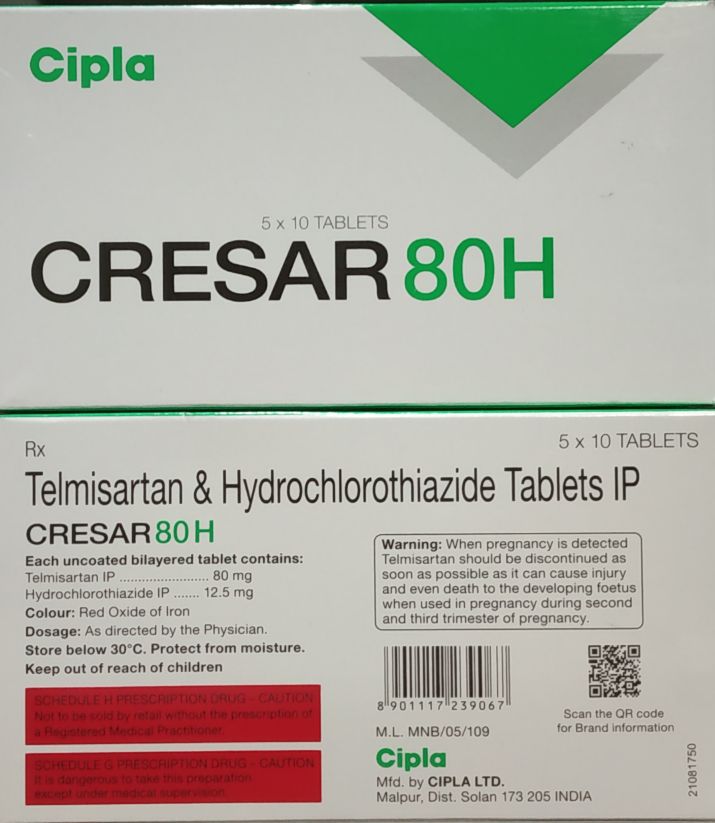 Cipla
5 x 10 TABLETS
CRESAR 80H
Rx
5 x 10 TABLETS
Telmisartan & Hydrochlorothiazide Tablets IP
CRESAR 80 H
Each uncoated bilayered tablet contains:
Telmisartan IP ........................ 80 mg
Hydrochlorothiazide IP ....... 12.5 mg
Colour: Red Oxide of Iron
Dosage: As directed by the Physician.
Store below 30°C. Protect from moisture.
Keep out of reach of children
SCHEDULE H PRESCRIPTION DRUG – CAUTION
Not to be sold by retail without the prescription of
a Registered Medical Practitioner.
SCHEDULE G PRESCRIPTION DRUG – CAUTION
It is dangerous to take this preparation
except under medical supervision.
Warning: When pregnancy is detected
Telmisartan should be discontinued as
soon as possible as it can cause injury
and even death to the developing foetus
when used in pregnancy during second
and third trimester of pregnancy.
8 901117 239067
M.L. MNB/05/109
Scan the QR code
for Brand information
Cipla
Mfd. by CIPLA LTD.
Malpur, Dist. Solan 173 205 INDIA
21081750